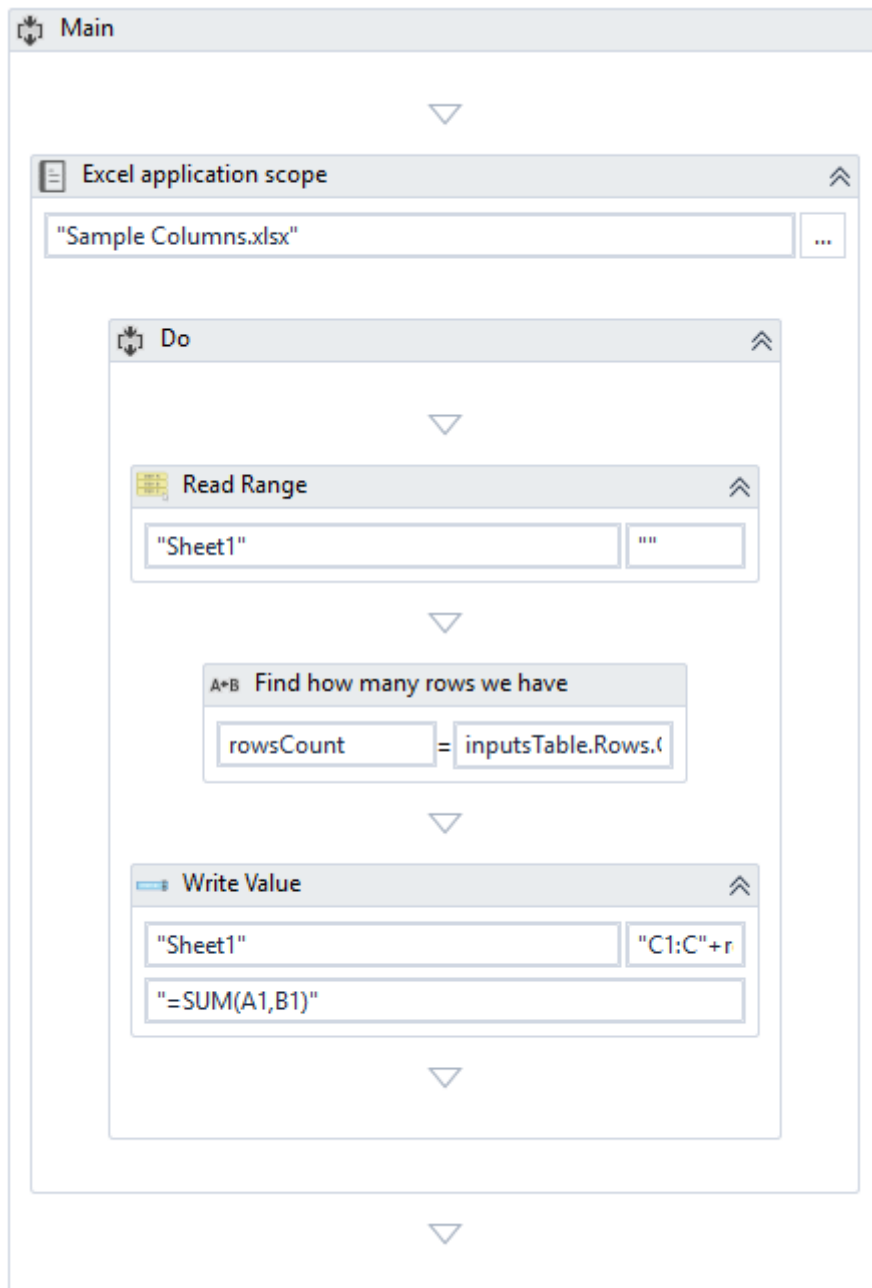 Main
Excel application scope
"Sample Columns.xlsx"
...
Do
Read Range
"Sheet1" ""
A←B Find how many rows we have
rowsCount = inputsTable.Rows.
Write Value
"Sheet1" "C1:C"+r
"=SUM(A1,B1)"